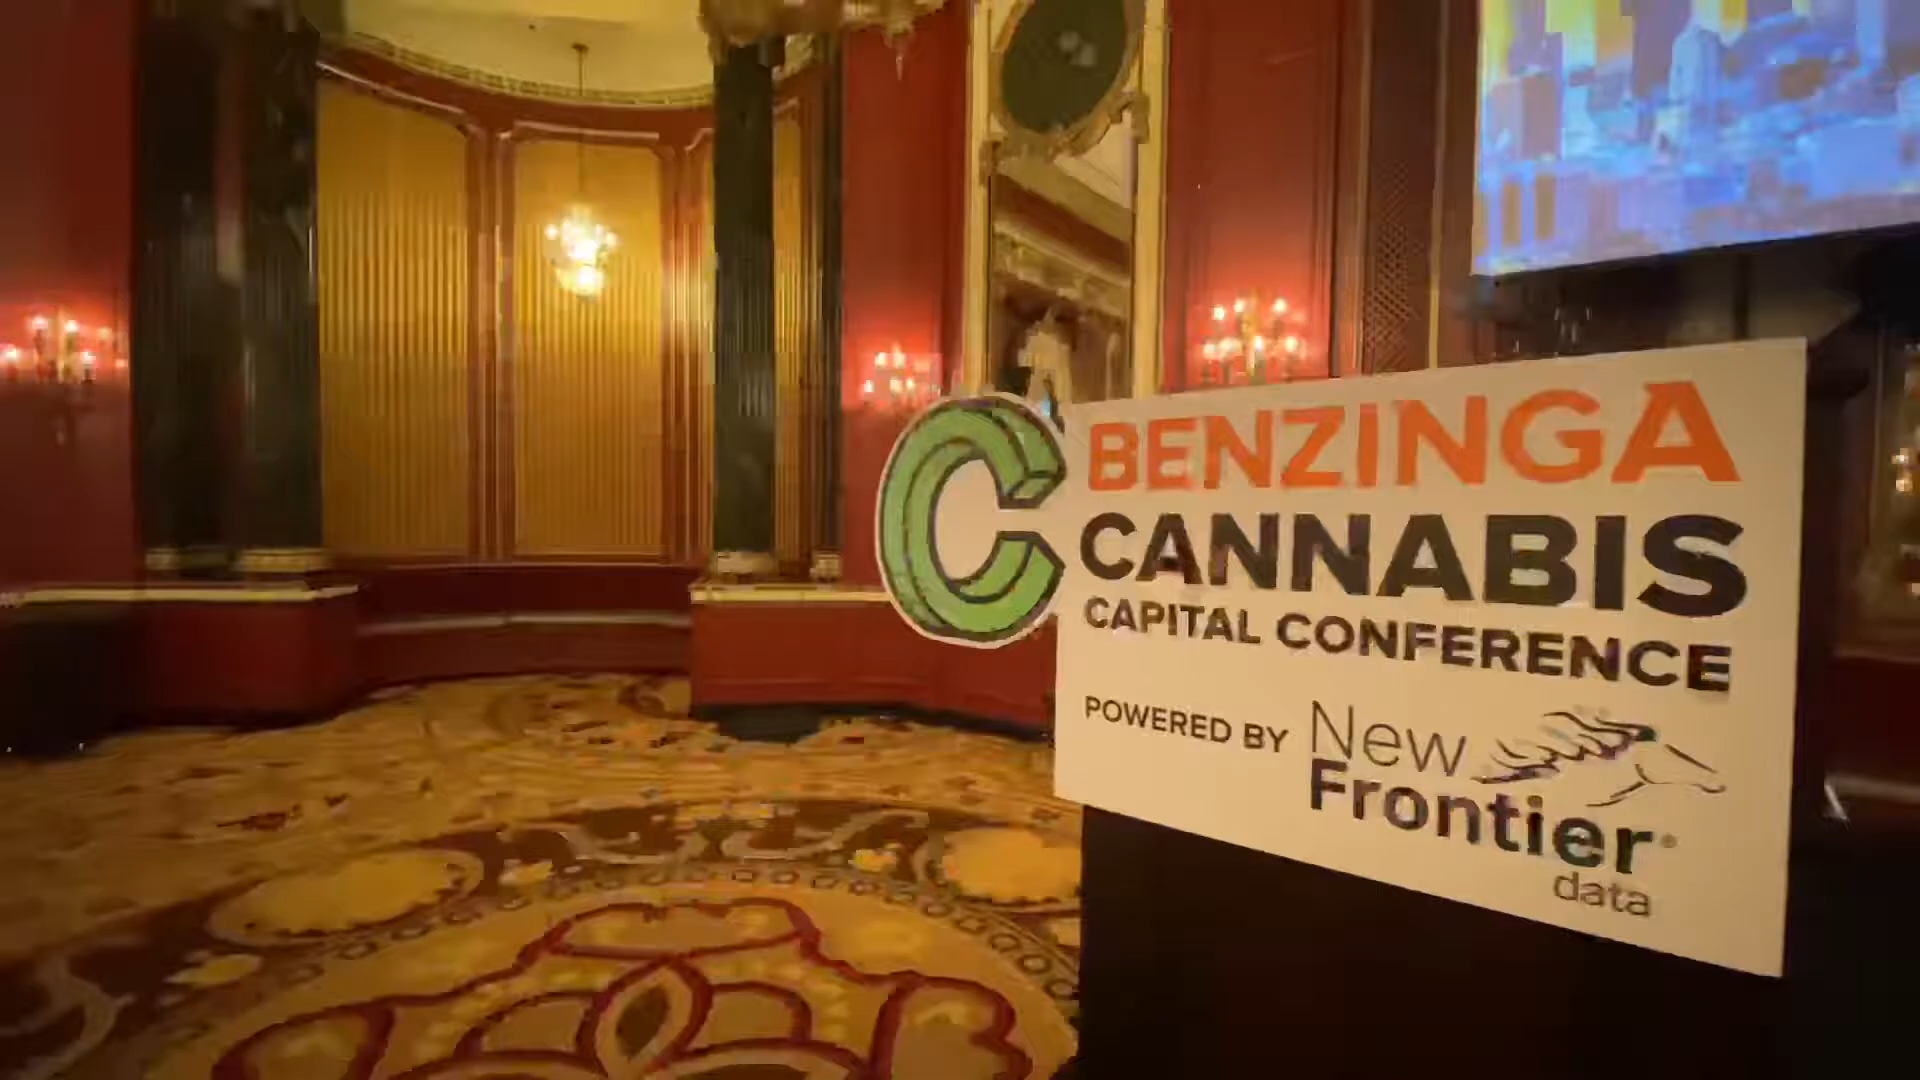 C
BENZINGA
CANNABIS
CAPITAL CONFERENCE
POWERED BY New
Frontier
data